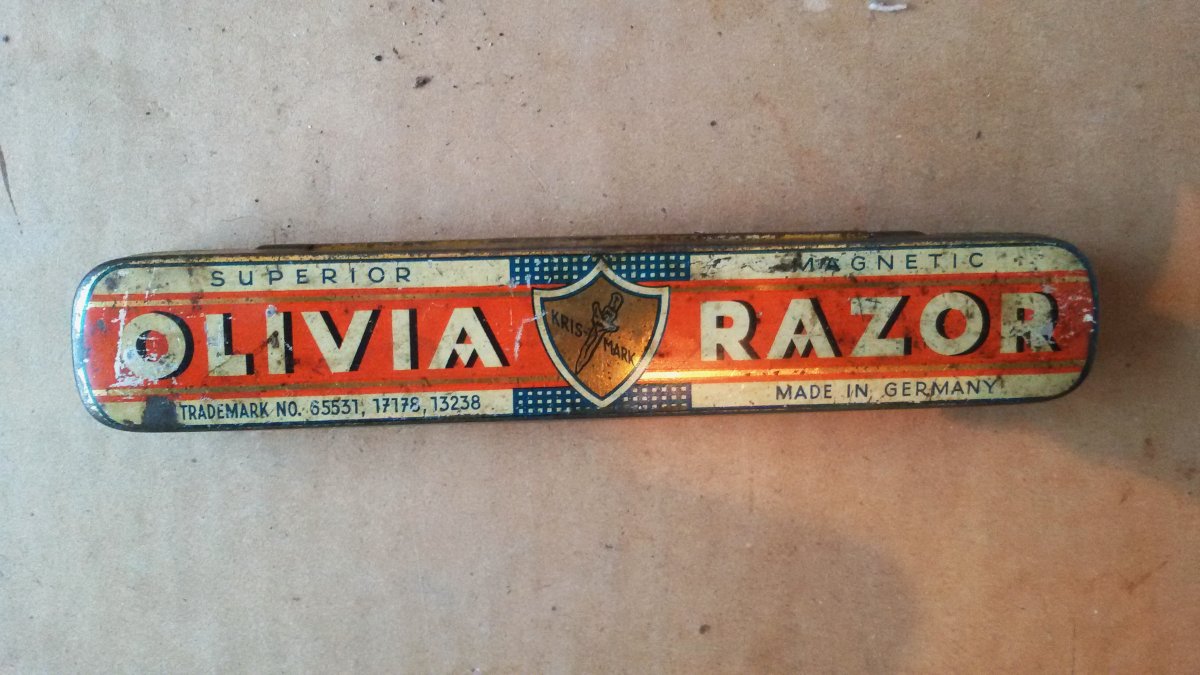 SUPERIOR
MAGNETIC
OLIVIA
KRIS-
MARK
RAZOR
TRADEMARK NO. 65531, 17178, 13238
MADE IN GERMANY